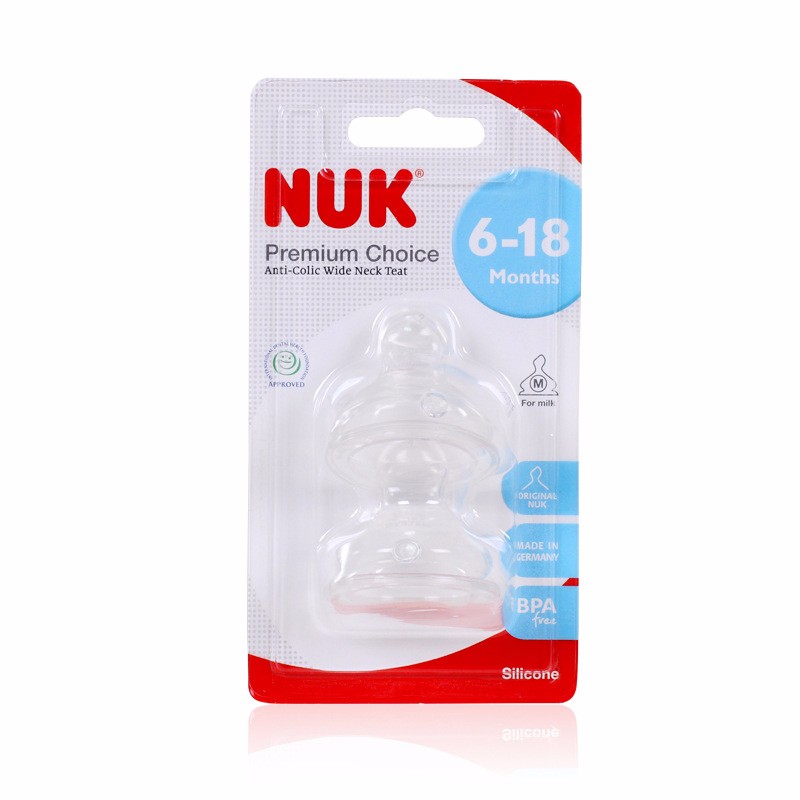 NUK®
Premium Choice
Anti-Colic Wide Neck Teat
6-18
Months
APPROVED
M
For milk
ORIGINAL
NUK
MADE IN
GERMANY
BPA
free
Silicone